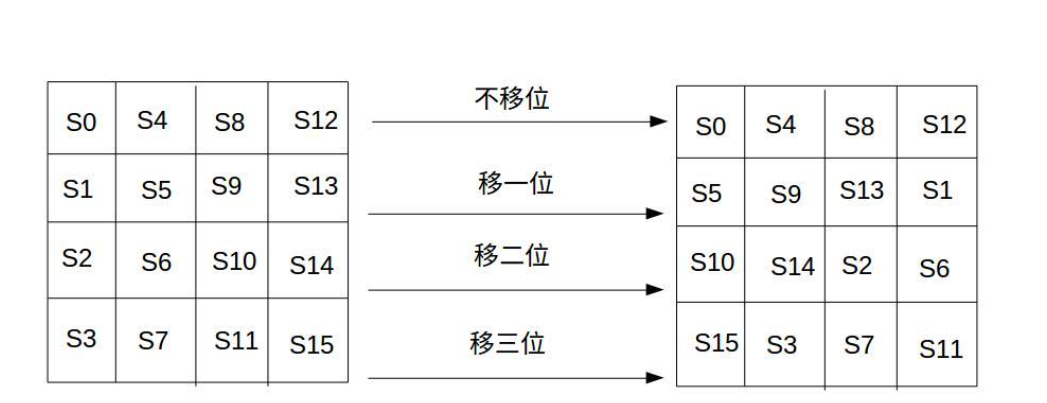 S0 S4 S8 S12 不移位 S0 S4 S8 S12
S1 S5 S9 S13 移一位 S5 S9 S13 S1
S2 S6 S10 S14 移二位 S10 S14 S2 S6
S3 S7 S11 S15 移三位 S15 S3 S7 S11